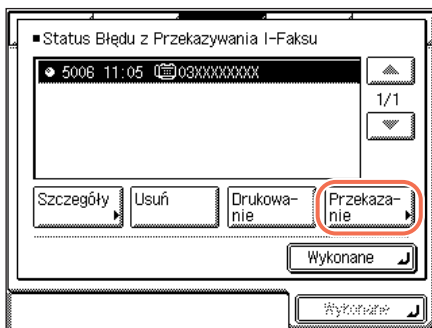 ■ Status Błędu z Przekazywania I-Faksu
5006 11:05 03XXXXXXXX
1/1
Szczegóły
Usuń
Drukowa-
nie
Przekaza-
nie
Wykonane
Wykonane